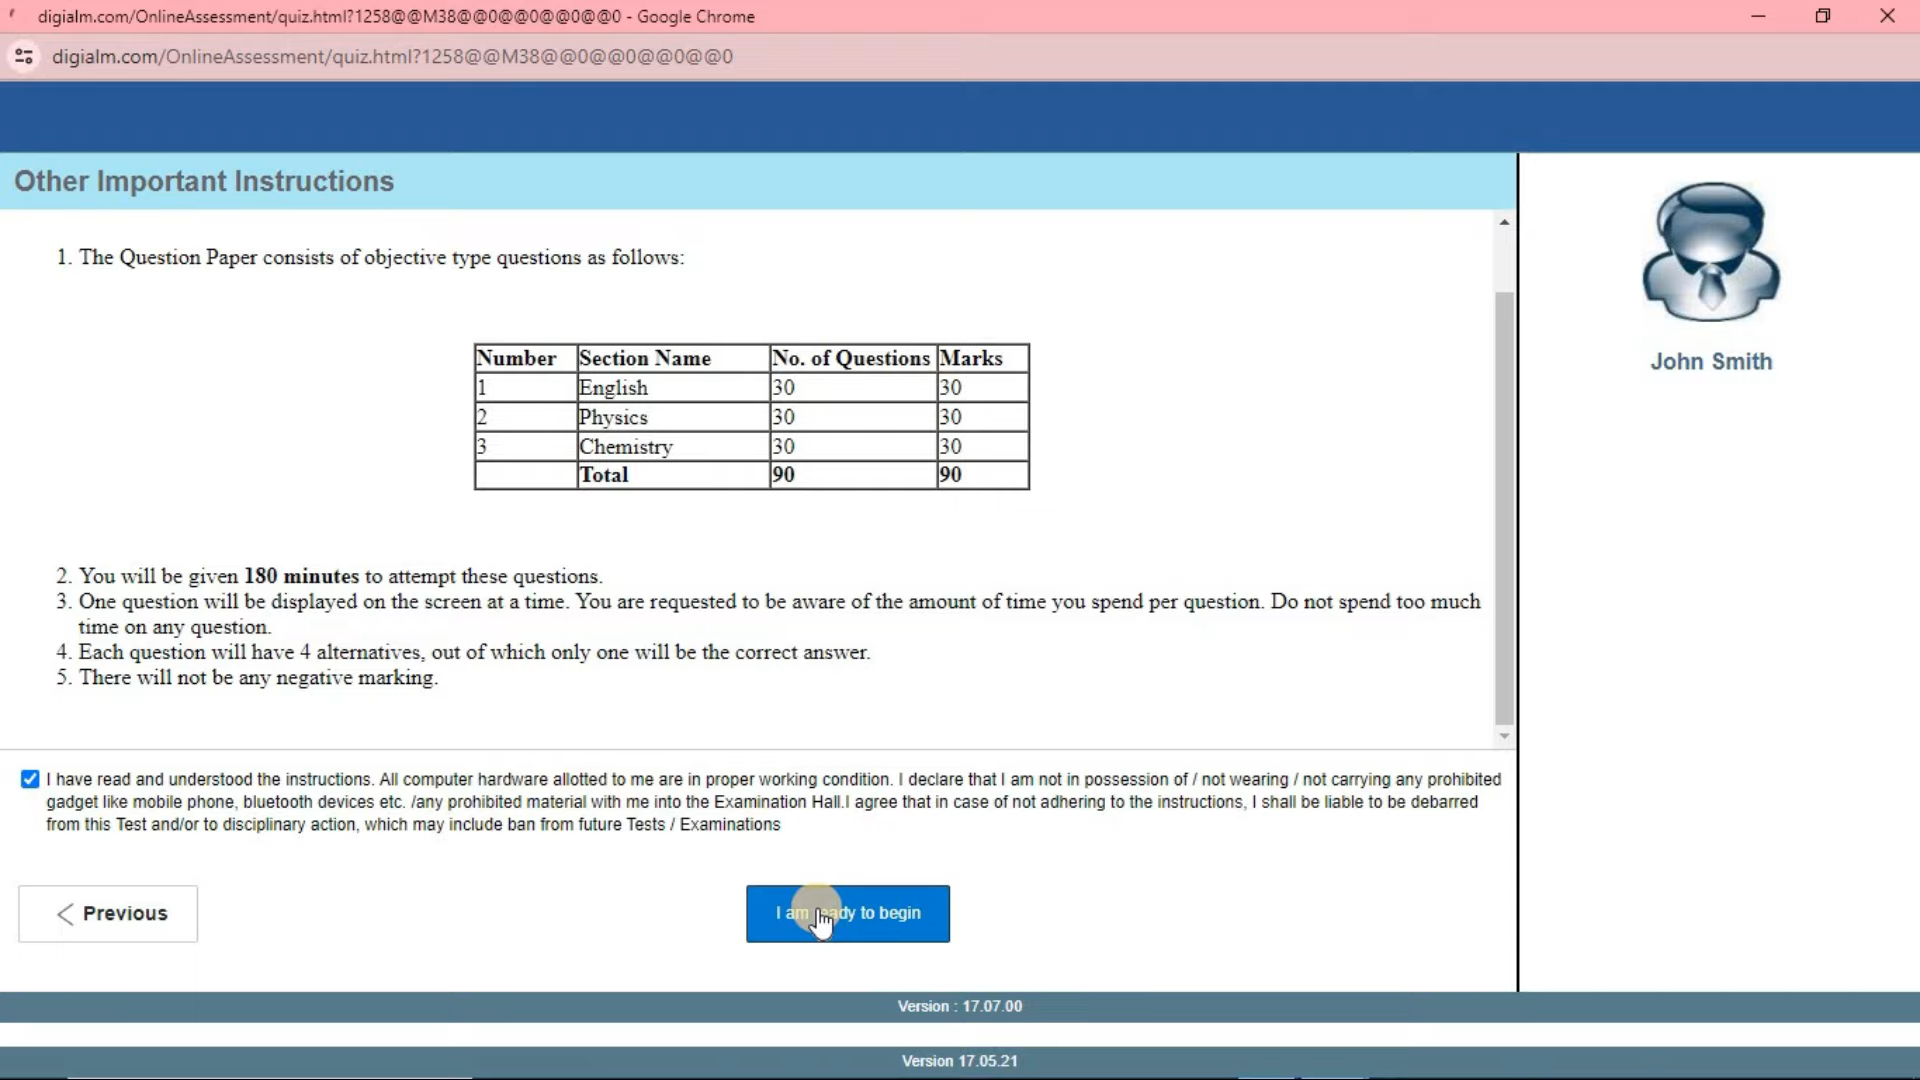 digialm.com/OnlineAssessment/quiz.html?1258@@M38@@0@@0@@0@@0 - Google Chrome
digialm.com/OnlineAssessment/quiz.html?1258@@M38@@0@@0@@0@@0
Other Important Instructions
1. The Question Paper consists of objective type questions as follows:
Number Section Name No. of Questions Marks
1 English 30 30
2 Physics 30 30
3 Chemistry 30 30
Total 90 90
2. You will be given 180 minutes to attempt these questions.
3. One question will be displayed on the screen at a time. You are requested to be aware of the amount of time you spend per question. Do not spend too much
time on any question.
4. Each question will have 4 alternatives, out of which only one will be the correct answer.
5. There will not be any negative marking.
John Smith
I have read and understood the instructions. All computer hardware allotted to me are in proper working condition. I declare that I am not in possession of / not wearing / not carrying any prohibited
gadget like mobile phone, bluetooth devices etc. /any prohibited material with me into the Examination Hall.I agree that in case of not adhering to the instructions, I shall be liable to be debarred
from this Test and/or to disciplinary action, which may include ban from future Tests / Examinations
Previous
I am ready to begin
Version : 17.07.00
Version 17.05.21